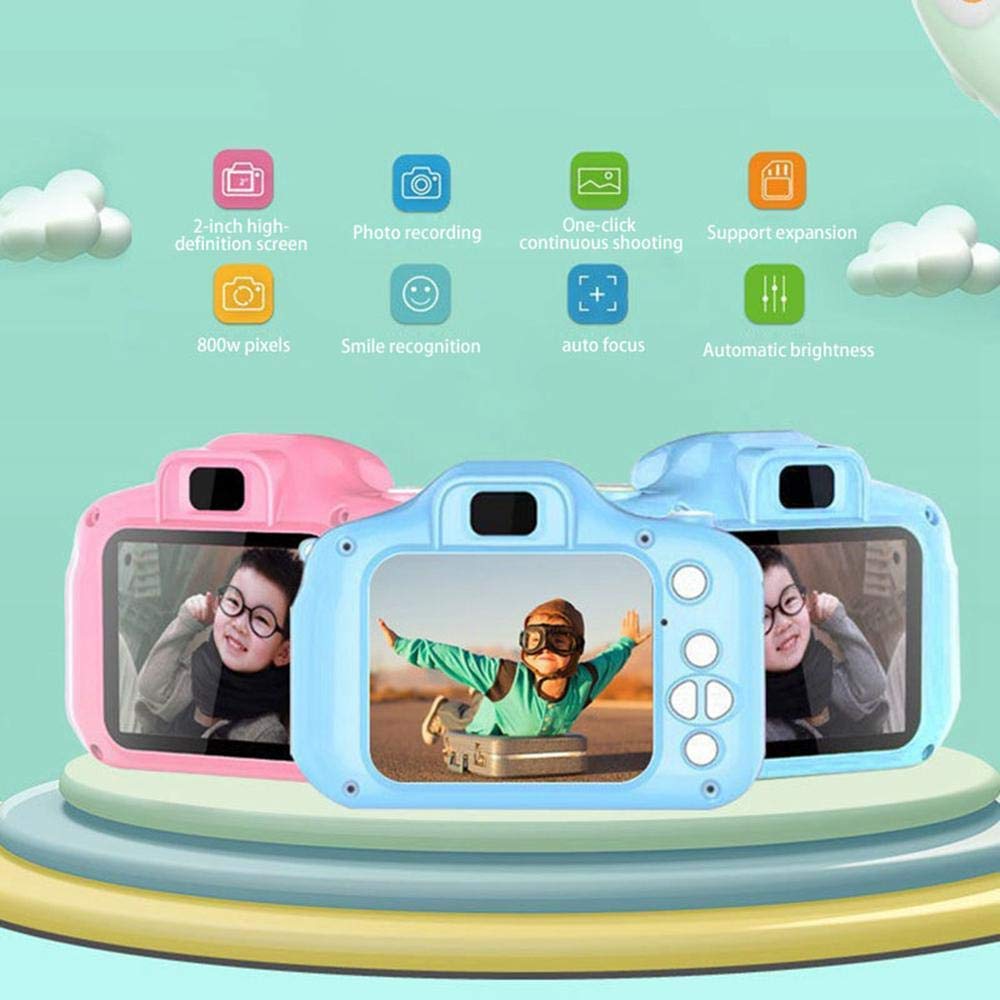 2"
2-inch high-
definition screen
Photo recording
One-click
continuous shooting
Support expansion
800w pixels
Smile recognition
auto focus
Automatic brightness